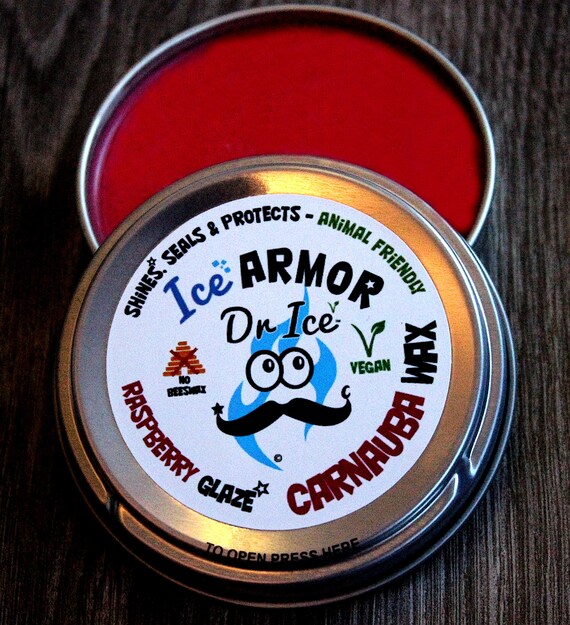 SHINES, SEALS & PROTECTS - ANIMAL FRIENDLY
Ice ARMOR
Dr Ice
VEGAN
NO
BEESWAX
RASPBERRY GLAZE
CARNAUBA WAX
©
TO OPEN PRESS HERE